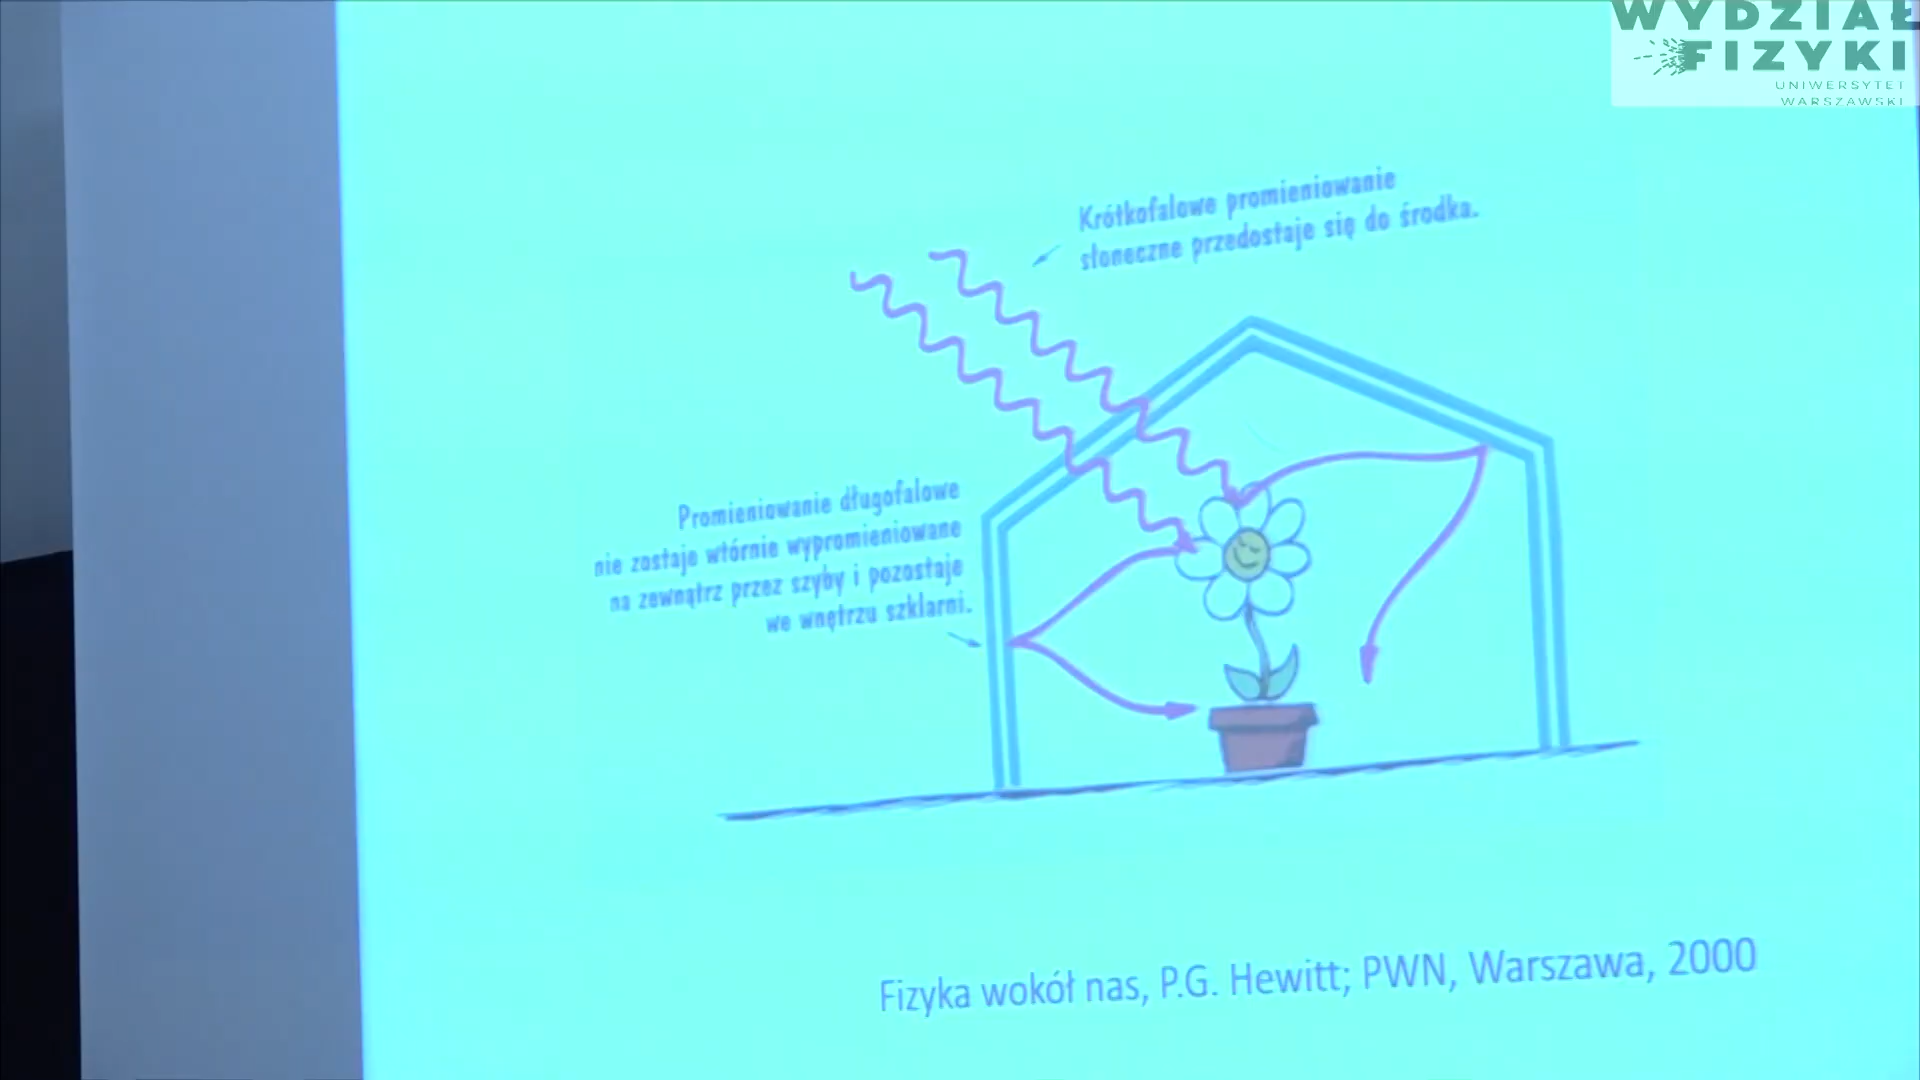 WYDZIAŁ
FIZYKI
UNIWERSYTET
WARSZAWSKI
Krótkofalowe promieniowanie
słoneczne przedostaje się do środka.
Promieniowanie długofalowe
nie zostaje wtórnie wypromieniowane
na zewnątrz przez szyby i pozostaje
we wnętrzu szklarni.
Fizyka wokół nas, P.G. Hewitt; PWN, Warszawa, 2000